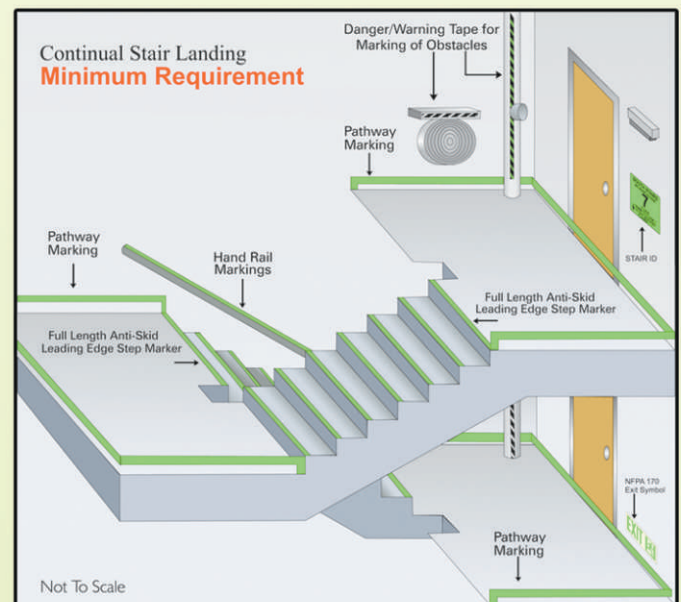 Continual Stair Landing
Minimum Requirement
Danger/Warning Tape for
Marking of Obstacles
Pathway
Marking
7
STAIR ID
Pathway
Marking
Hand Rail
Markings
Full Length Anti-Skid
Leading Edge Step Marker
Full Length Anti-Skid
Leading Edge Step Marker
NFPA 170
Exit Symbol
EXIT
Pathway
Marking
Not To Scale